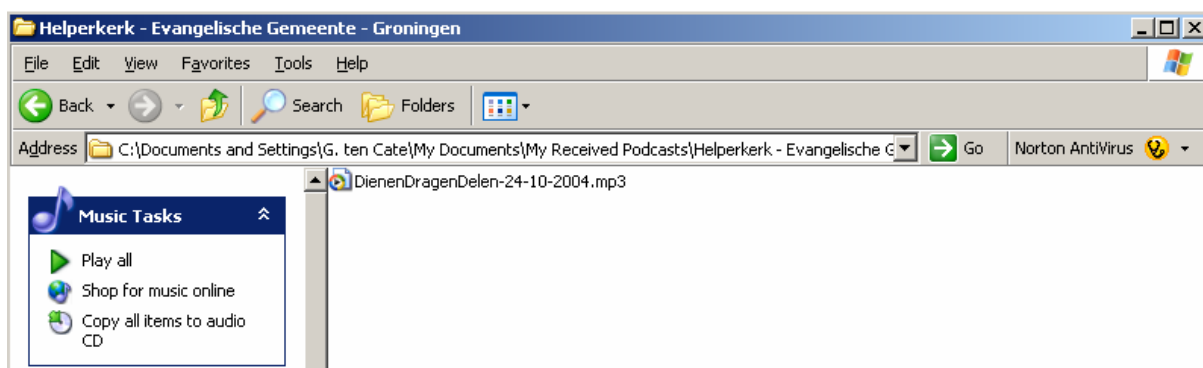 Helperkerk - Evangelische Gemeente - Groningen
File Edit View Favorites Tools Help
Back Search Folders
Address C:\Documents and Settings\G. ten Cate\My Documents\My Received Podcasts\Helperkerk - Evangelische G Go Norton AntiVirus
DienenDragenDelen-24-10-2004.mp3
Music Tasks
Play all
Shop for music online
Copy all items to audio
CD